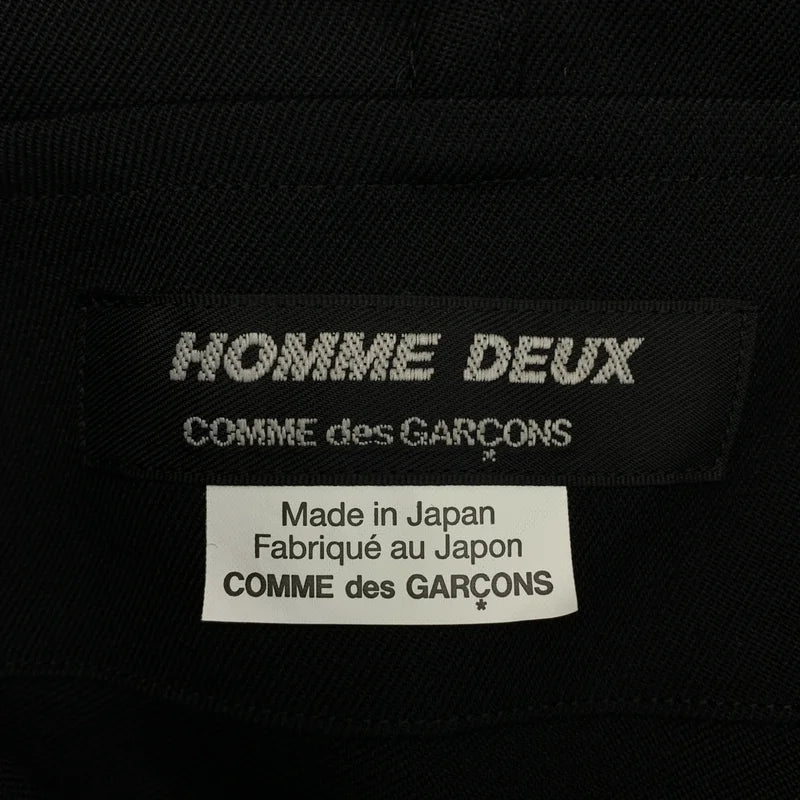 HOMME DEUX
COMME des GARÇONS
*
Made in Japan
Fabriqué au Japon
COMME des GARÇONS
*